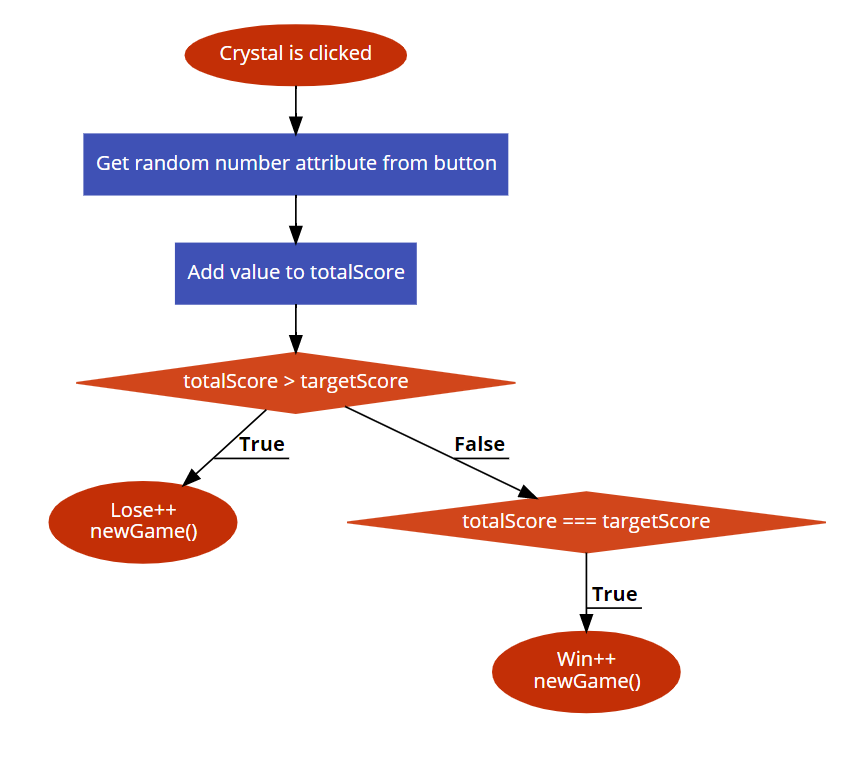 Crystal is clicked
Get random number attribute from button
Add value to totalScore
totalScore > targetScore
True
False
Lose++
newGame()
totalScore === targetScore
True
Win++
newGame()